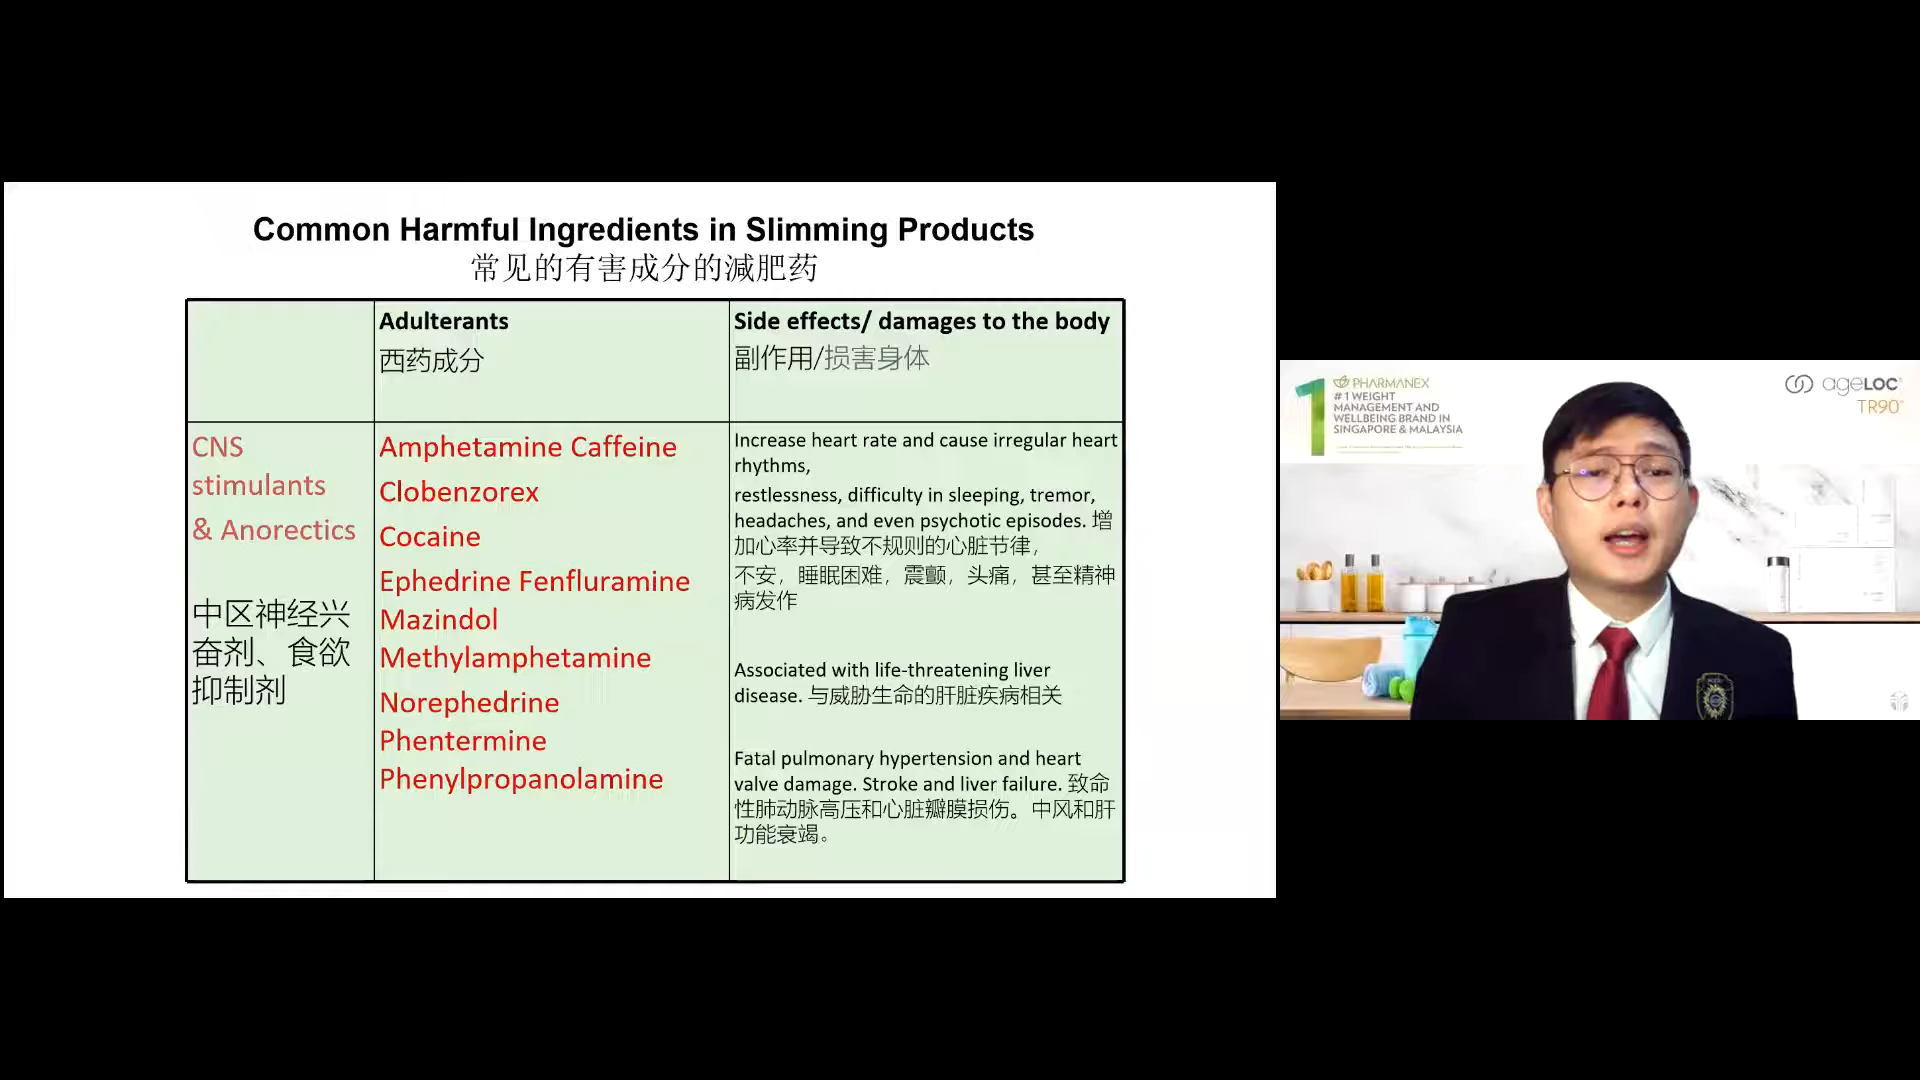 Common Harmful Ingredients in Slimming Products
常见的有害成分的減肥药
Adulterants
西药成分
Side effects/ damages to the body
副作用/损害身体
CNS
stimulants
& Anorectics
中区神经兴
奋剂、食欲
抑制剂
Amphetamine Caffeine
Clobenzorex
Cocaine
Ephedrine Fenfluramine
Mazindol
Methylamphetamine
Norephedrine
Phentermine
Phenylpropanolamine
Increase heart rate and cause irregular heart
rhythms,
restlessness, difficulty in sleeping, tremor,
headaches, and even psychotic episodes. 增
加心率并导致不规则的心脏节律，
不安，睡眠困难，震颤，头痛，甚至精神
病发作
Associated with life-threatening liver
disease. 与威胁生命的肝脏疾病相关
Fatal pulmonary hypertension and heart
valve damage. Stroke and liver failure. 致命
性肺动脉高压和心脏瓣膜损伤。中风和肝
功能衰竭。
1
PHARMANEX
#1 WEIGHT
MANAGEMENT AND
WELLBEING BRAND IN
SINGAPORE & MALAYSIA
ageLOC
TR90